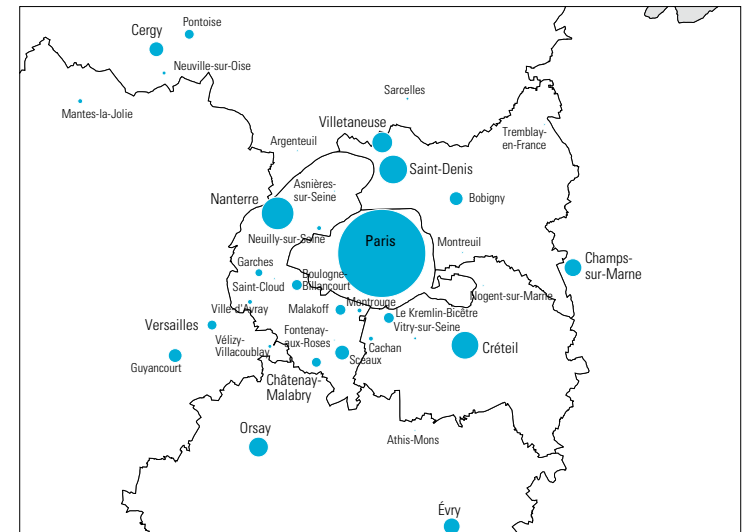 Pontoise
Cergy
Neuville-sur-Oise
Sarcelles
Mantes-la-Jolie
Villetaneuse
Tremblay-
en-France
Argenteuil
Saint-Denis
Asnières-
sur-Seine
Nanterre
Bobigny
Neuilly-sur-Seine
Paris
Montreuil
Garches
Champs-
sur-Marne
Boulogne-
Billancourt
Saint-Cloud
Nogent-sur-Marne
Ville-d'Avray
Malakoff
Montrouge
Le Kremlin-Bicêtre
Versailles
Vitry-sur-Seine
Fontenay-
aux-Roses
Vélizy-
Villacoublay
Cachan
Créteil
Sceaux
Guyancourt
Châtenay-
Malabry
Orsay
Athis-Mons
Évry